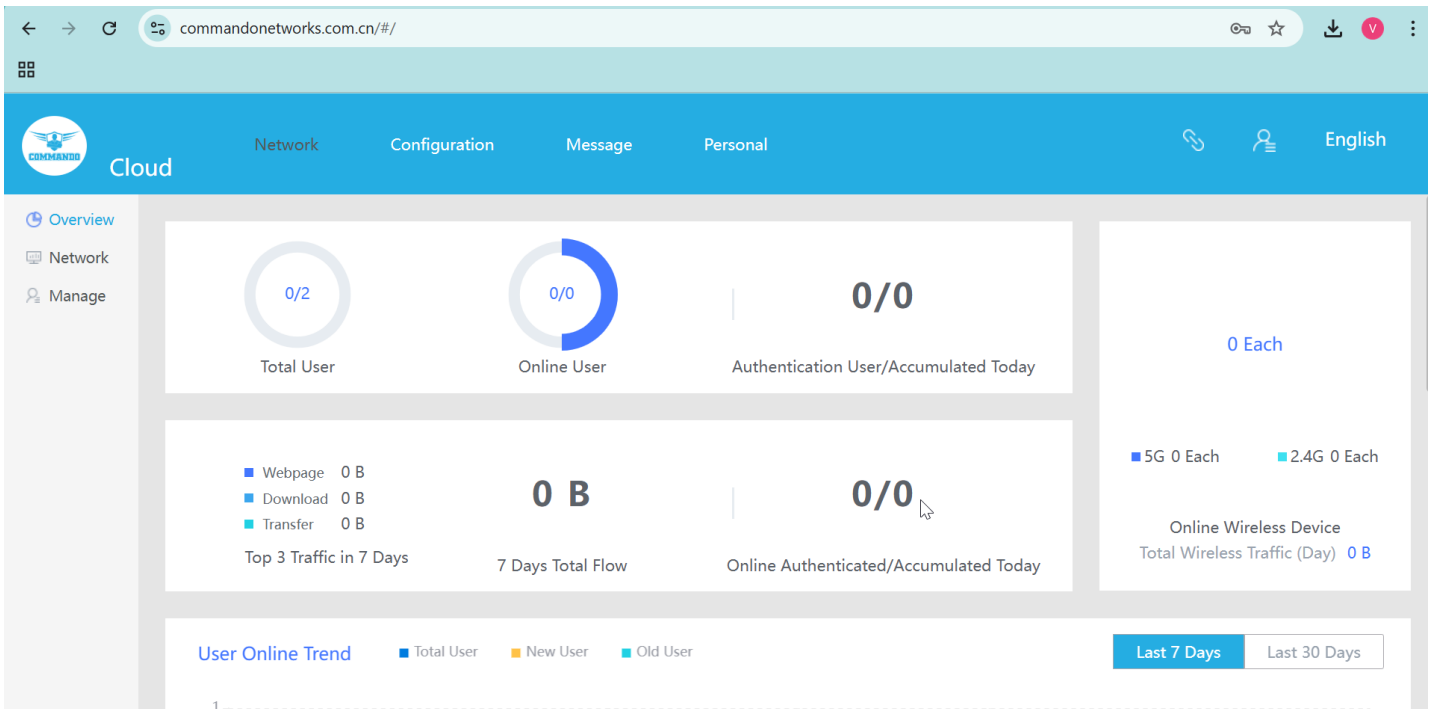 commandonetworks.com.cn/#/
V
COMMANDO
Cloud
Network
Configuration
Message
Personal
English
Overview
Network
Manage
0/2
Total User
0/0
Online User
0/0
Authentication User/Accumulated Today
0 Each
5G 0 Each
2.4G 0 Each
Online Wireless Device
Total Wireless Traffic (Day) 0 B
Webpage 0 B
Download 0 B
Transfer 0 B
Top 3 Traffic in 7 Days
0 B
7 Days Total Flow
0/0
Online Authenticated/Accumulated Today
User Online Trend
Total User
New User
Old User
Last 7 Days
Last 30 Days
1